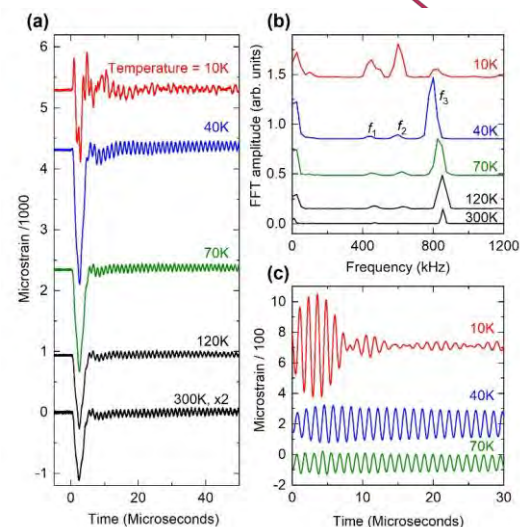 (a)
6
5
4
3
2
1
0
-1
Microstrain /1000
Temperature = 10K
40K
70K
120K
300K, x2
0
20
40
Time (Microseconds)
(b)
1.5
1.0
0.5
0.0
FFT amplitude (arb. units)
10K
f1
f2
f3
40K
70K
120K
300K
0
400
800
1200
Frequency (kHz)
(c)
10
8
6
4
2
0
Microstrain / 100
10K
40K
70K
0
10
20
30
Time (Microseconds)